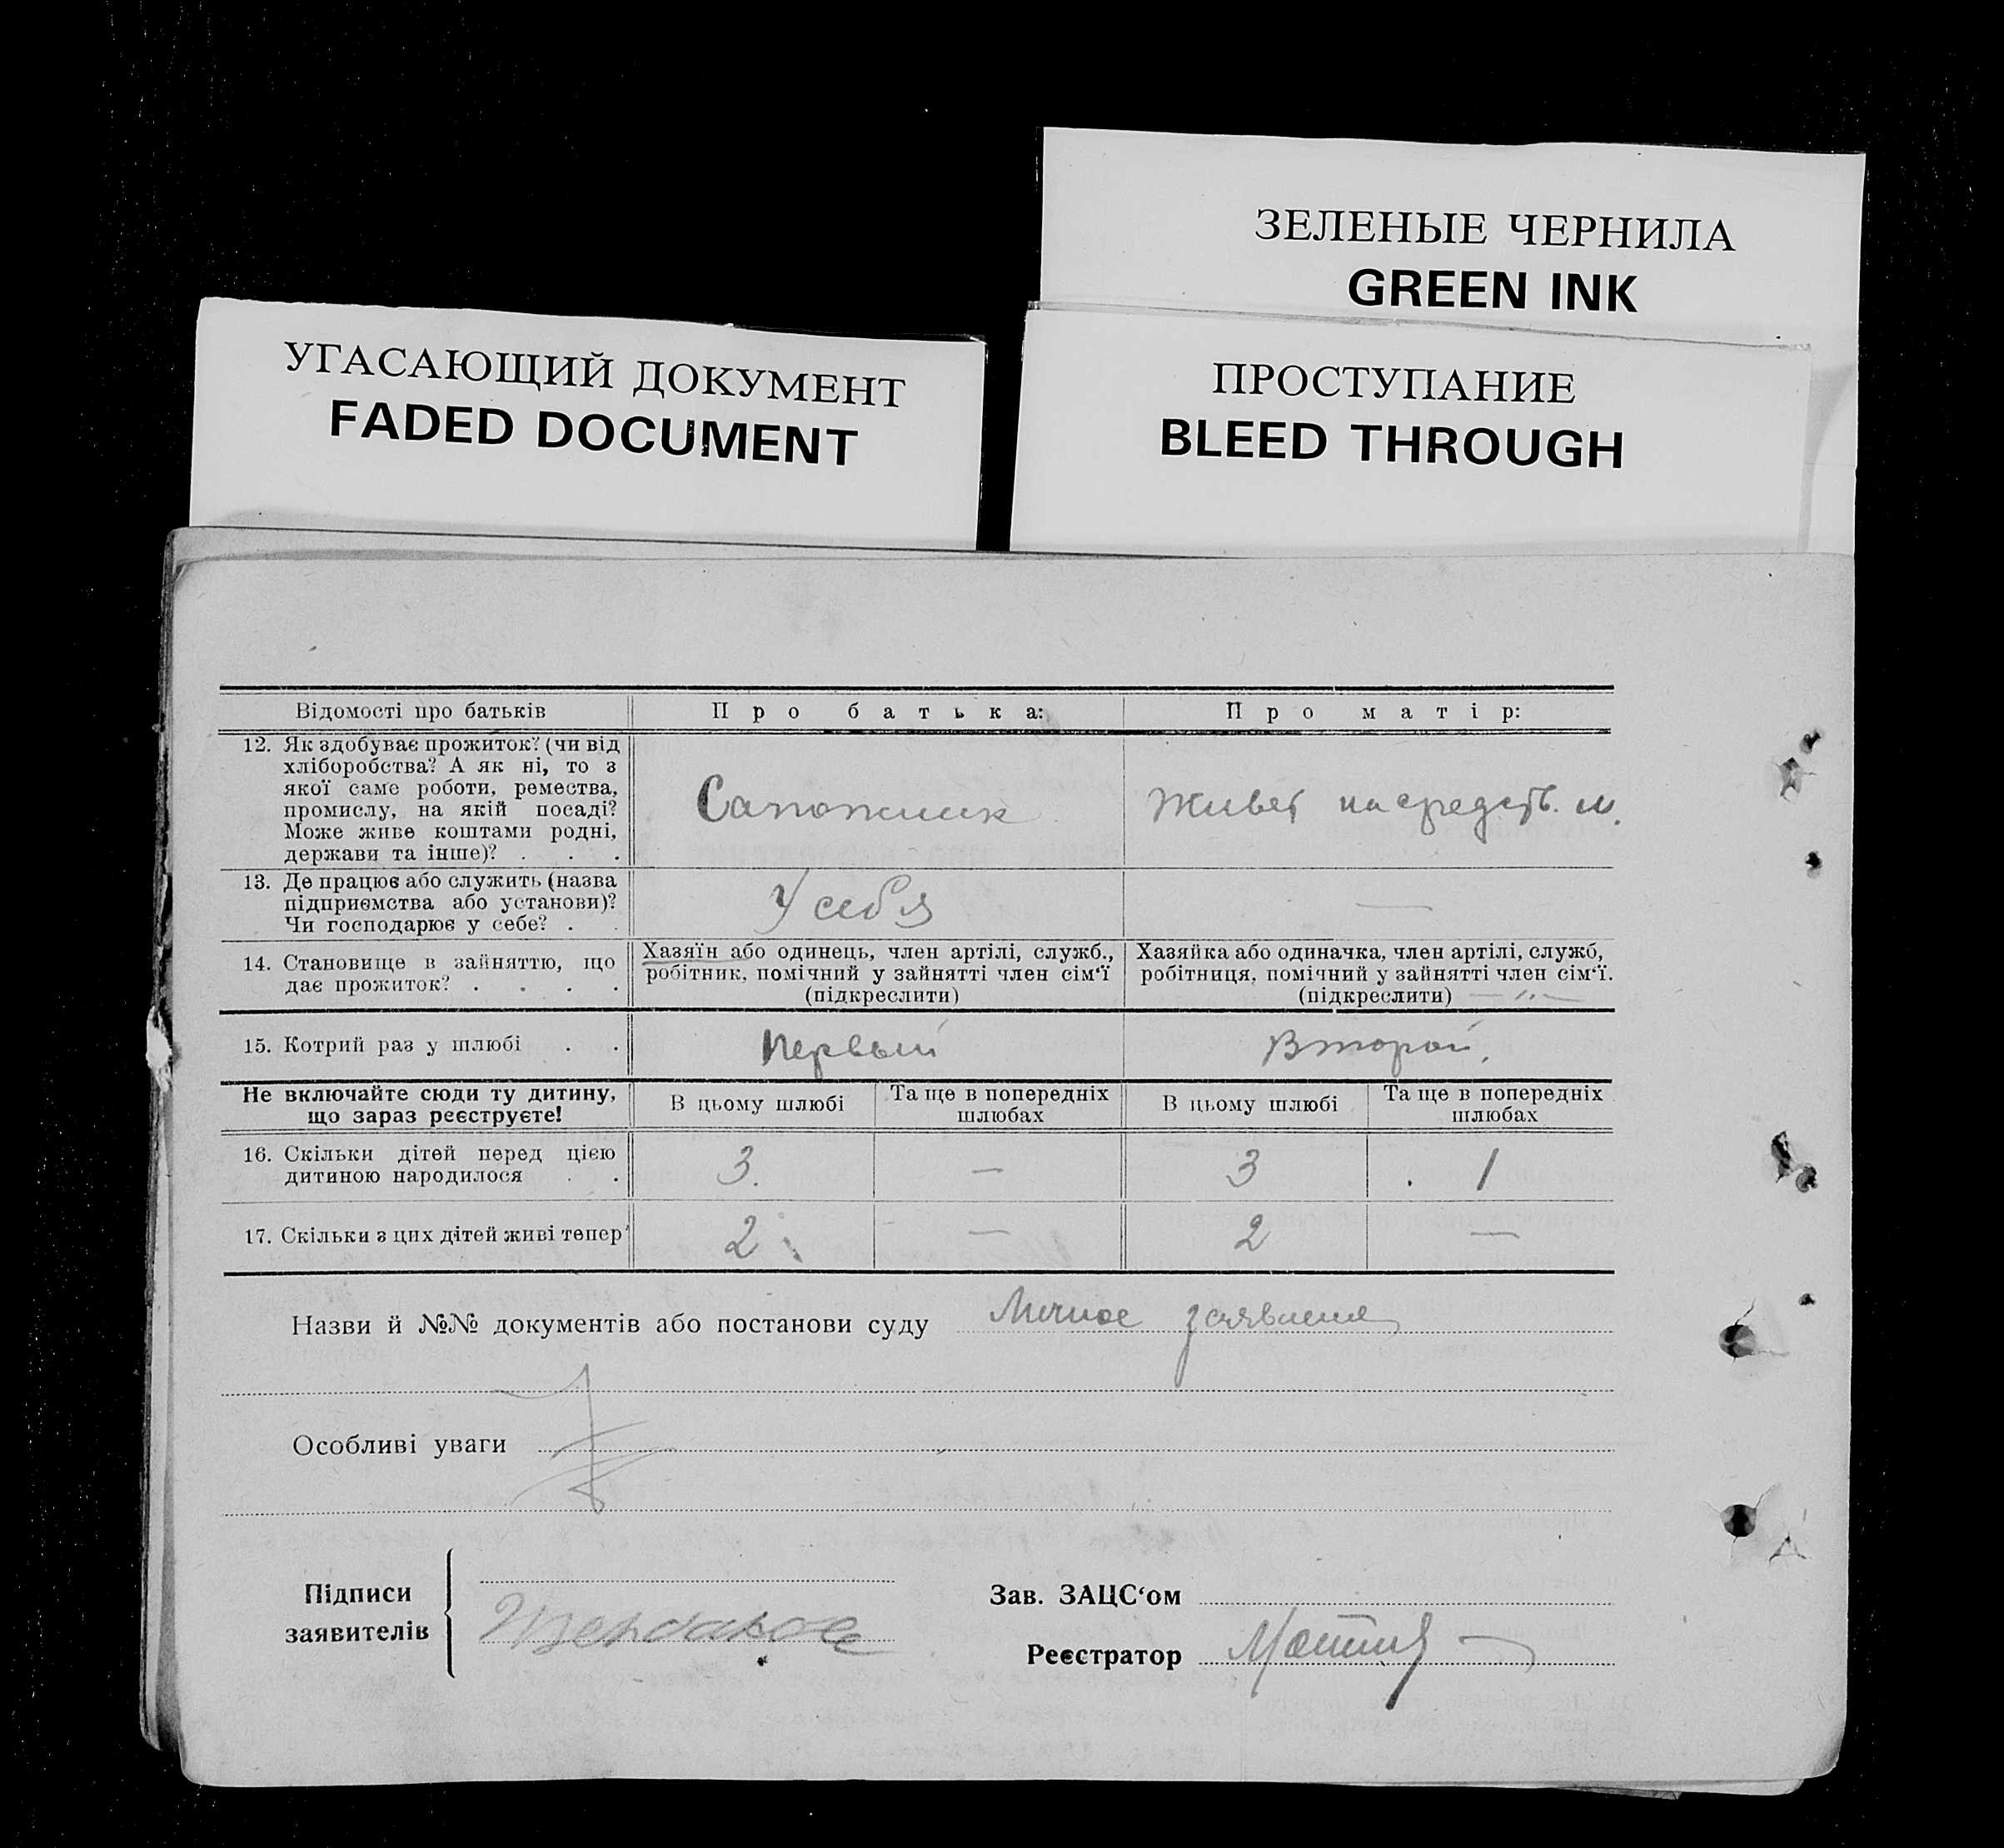 ЗЕЛЕНЫЕ ЧЕРНИЛА
GREEN INK
УГАСАЮЩИЙ ДОКУМЕНТ
FADED DOCUMENT
ПРОСТУПАНИЕ
BLEED THROUGH
Відомості про батьків Про батька: Про матір:
12. Як здобуває прожиток? (чи від
хліборобства? А як ні, то з
якої саме роботи, ремества,
промислу, на якій посаді?
Може живе коштами родні,
держави та інше)? . . .
Сапожник
Живет на средств. м.
13. Де працює або служить (назва
підприємства або установи)?
Чи господарює у себе? .
У себя
—
14. Становище в зайняттю, що
дає прожиток? . . . .
Хазяїн або одинець, член артілі, служб.,
робітник, помічний у зайнятті член сім‘ї
(підкреслити)
Хазяйка або одиначка, член артілі, служб,
робітниця, помічний у зайнятті член сім‘ї.
(підкреслити) — „ —
15. Котрий раз у шлюбі . . Первый Второй.
Не включайте сюди ту дитину,
що зараз реєструєте!
В цьому шлюбі
Та ще в попередніх
шлюбах
В цьому шлюбі
Та ще в попередніх
шлюбах
16. Скільки дітей перед цією
дитиною народилося . .
3. — 3 1
17. Скільки з цих дітей живі тепер 2 — 2 —
Назви й №№ документів або постанови суду Личное заявление
Особливі уваги
Підписи
заявителів
Зав. ЗАЦС‘ом
Реєстратор